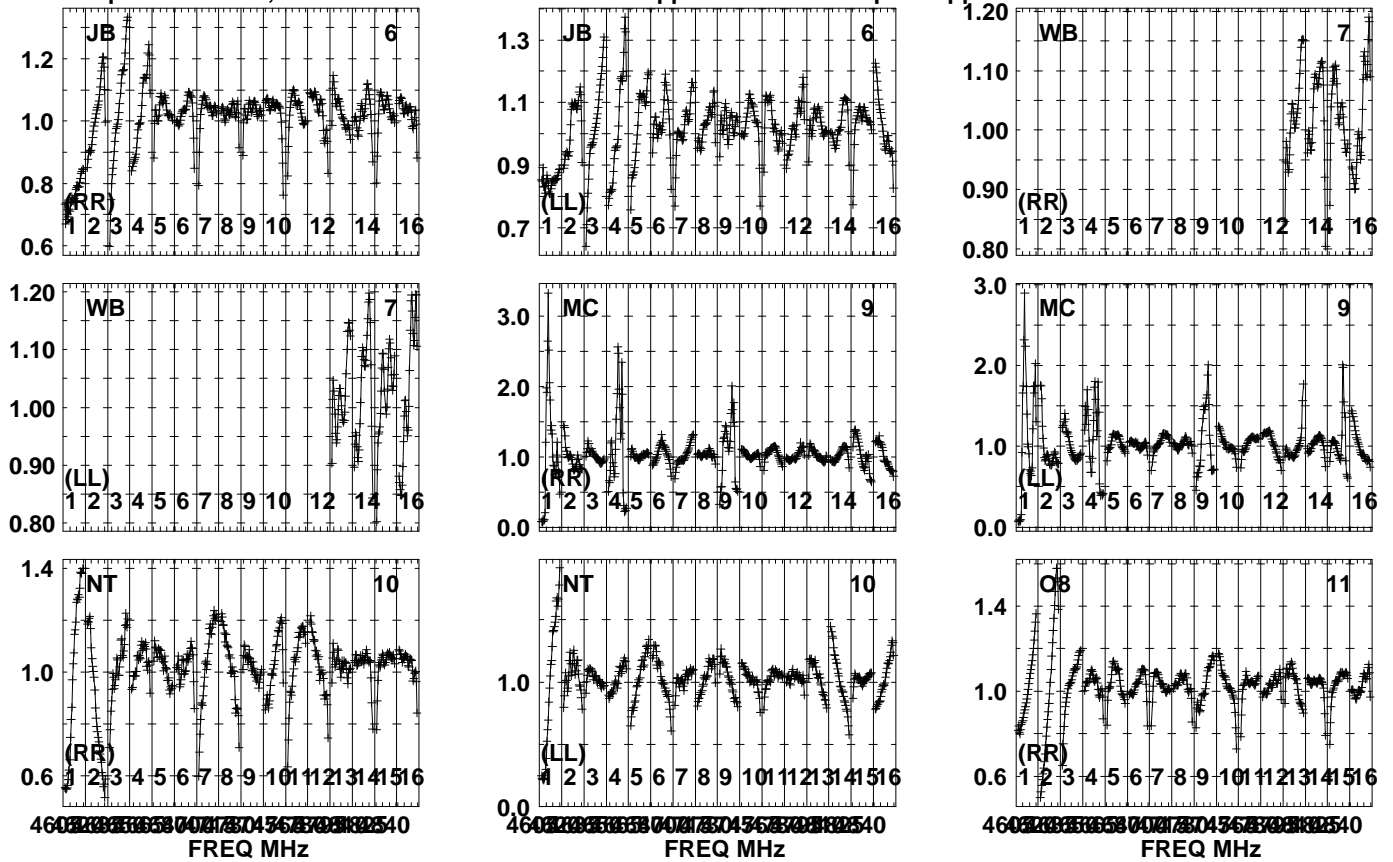 JB 6
1.2
1.0
0.8
0.6
(RR)
1 2 3 4 5 6 7 8 9 10 12 14 16
JB 6
1.3
1.1
0.9
0.7
(LL)
1 2 3 4 5 6 7 8 9 10 12 14 16
WB 7
1.20
1.10
1.00
0.90
0.80
(RR)
1 2 3 4 5 6 7 8 9 10 12 14 16
WB 7
1.20
1.10
1.00
0.90
0.80
(LL)
1 2 3 4 5 6 7 8 9 10 12 14 16
MC 9
3.0
2.0
1.0
0.0
(RR)
1 2 3 4 5 6 7 8 9 10 12 14 16
MC 9
3.0
2.0
1.0
0.0
(LL)
1 2 3 4 5 6 7 8 9 10 12 14 16
NT 10
1.4
1.0
0.6
(RR)
1 2 3 4 5 6 7 8 9 10 11 12 13 14 15 16
FREQ MHz
NT 10
1.0
0.0
(LL)
1 2 3 4 5 6 7 8 9 10 11 12 13 14 15 16
FREQ MHz
O8 11
1.4
1.0
0.6
(RR)
1 2 3 4 5 6 7 8 9 10 11 12 13 14 15 16
FREQ MHz